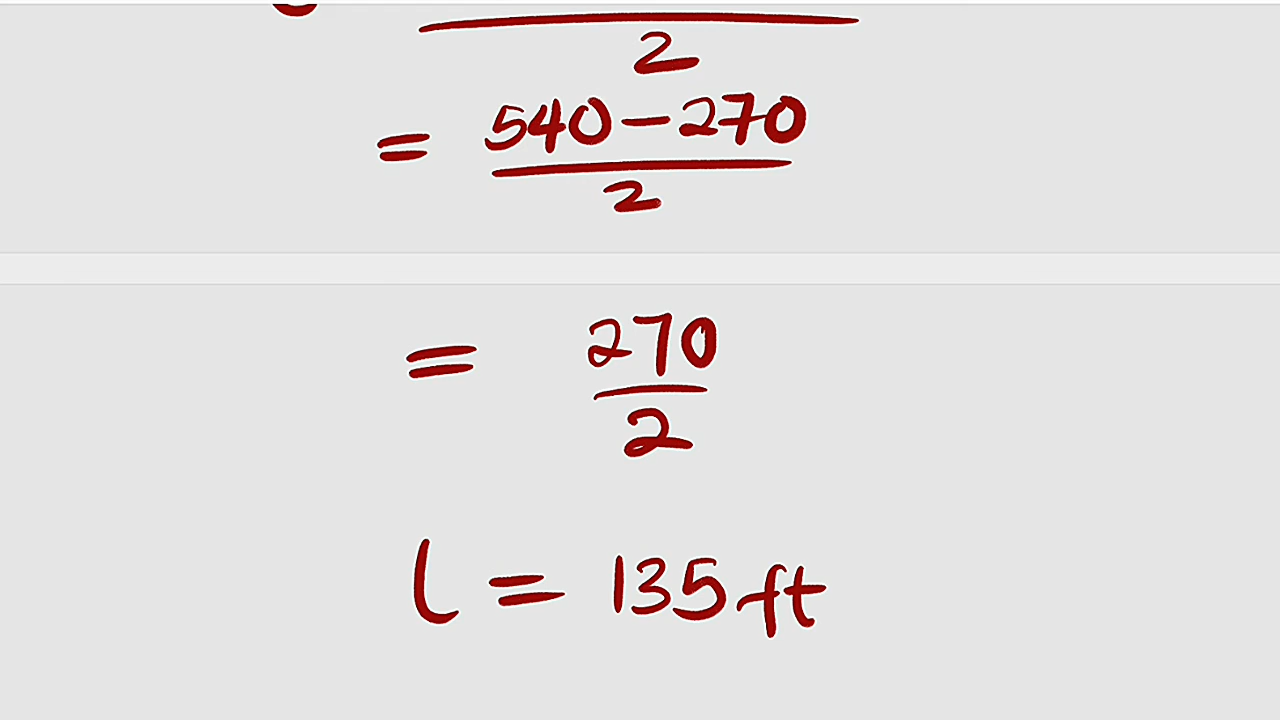 2
= 540 - 270
2
= 270
2
l = 135 ft